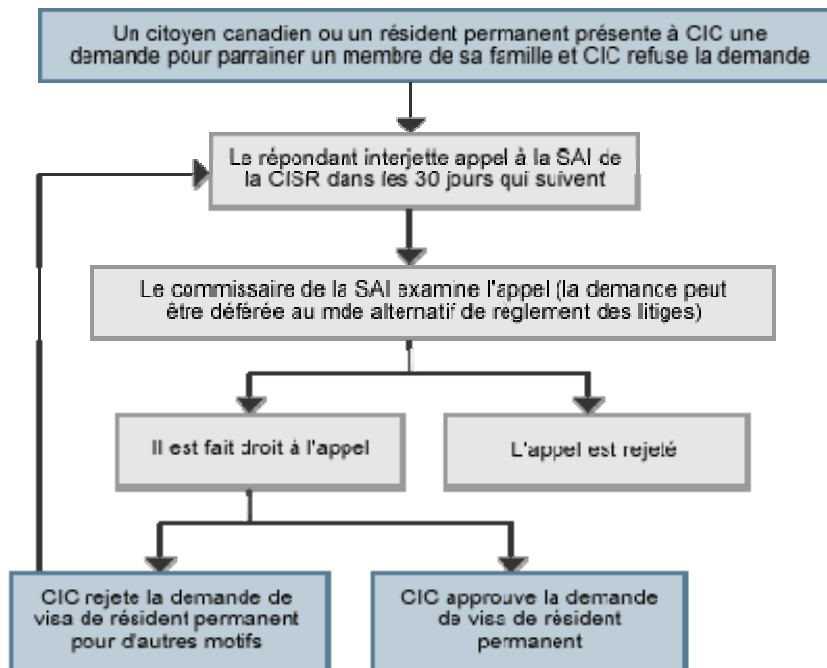 Un citoyen canadien ou un résident permanent présente à CIC une
demande pour parrainer un membre de sa famille et CIC refuse la demande
Le répondant interjette appel à la SAI de
la CISR dans les 30 jours qui suivent
Le commissaire de la SAI examine l'appel (la demance peut
être déférée au mde alternatif de règlement des litiges)
Il est fait droit à l'appel
L'appel est rejeté
CIC rejete la demande de
visa de résident permanent
pour d'autres motifs
CIC approuve la demande
de visa de résident
permanent